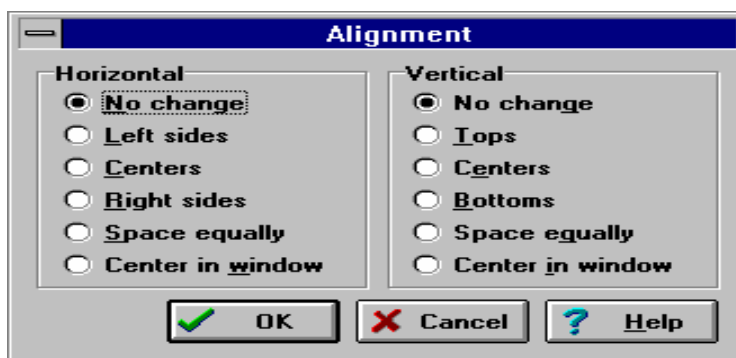 Alignment
Horizontal
No change
Left sides
Centers
Right sides
Space equally
Center in window
Vertical
No change
Tops
Centers
Bottoms
Space equally
Center in window
OK
Cancel
? Help